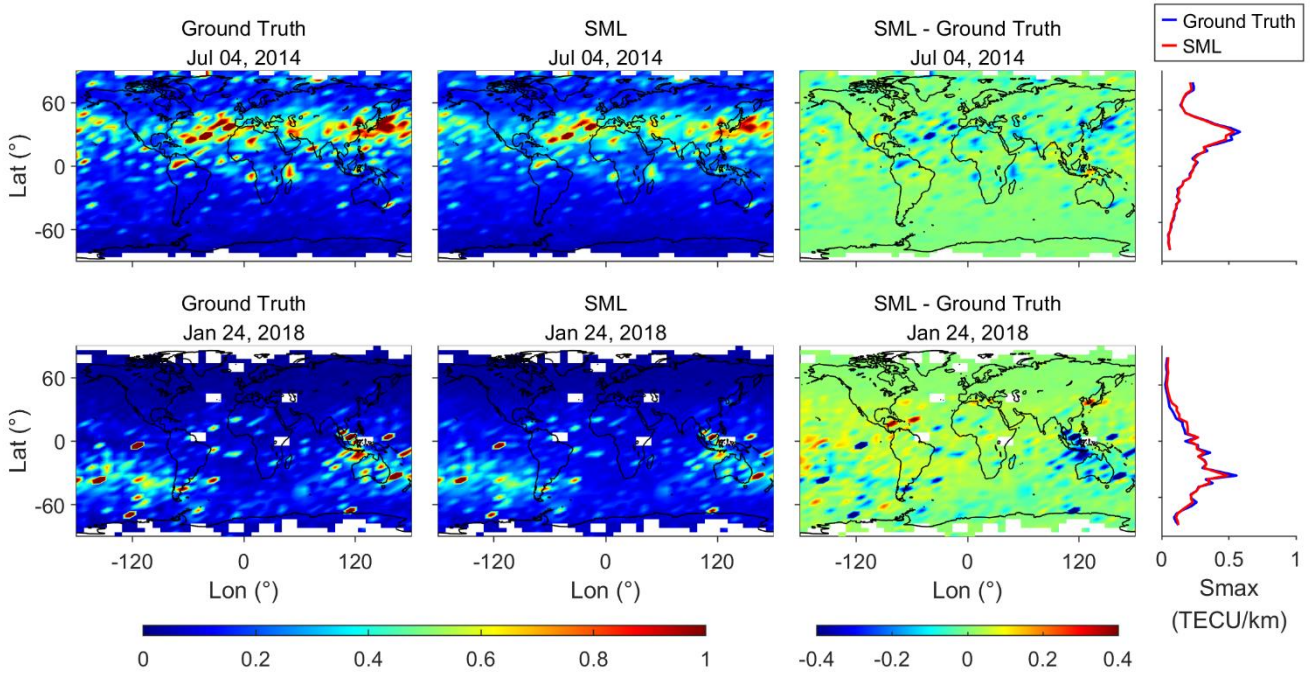 Ground Truth
Jul 04, 2014
SML
Jul 04, 2014
SML - Ground Truth
Jul 04, 2014
Ground Truth
SML
Lat (°)
60
0
-60
Ground Truth
Jan 24, 2018
SML
Jan 24, 2018
SML - Ground Truth
Jan 24, 2018
Lat (°)
60
0
-60
-120 0 120
-120 0 120
-120 0 120
0 0.5 1
Lon (°)
Lon (°)
Lon (°)
Smax
(TECU/km)
0 0.2 0.4 0.6 0.8 1
-0.4 -0.2 0 0.2 0.4